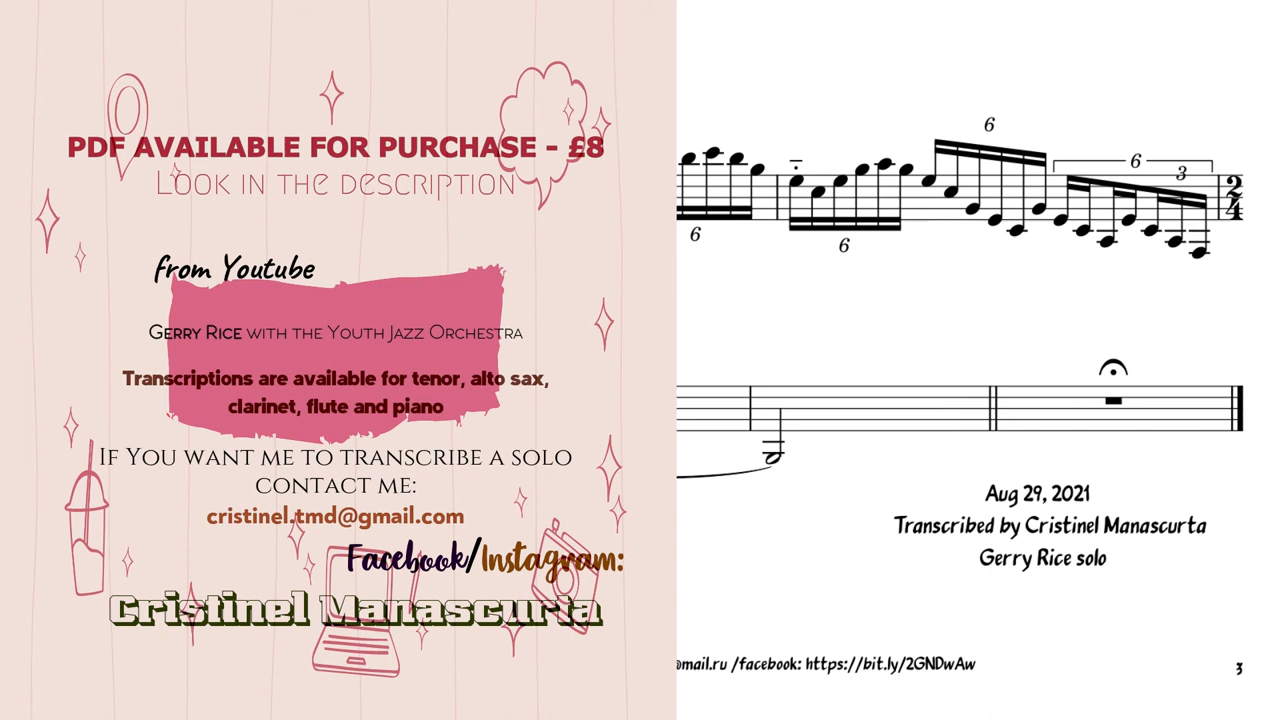 PDF AVAILABLE FOR PURCHASE - £8
LOOK IN THE DESCRIPTION
from Youtube
GERRY RICE WITH THE YOUTH JAZZ ORCHESTRA
Transcriptions are available for tenor, alto sax,
clarinet, flute and piano
IF YOU WANT ME TO TRANSCRIBE A SOLO
CONTACT ME:
cristinel.tmd@gmail.com
Facebook/Instagram:
Cristinel Manascurta
6
6
6
6
3
2
4
Aug 29, 2021
Transcribed by Cristinel Manascurta
Gerry Rice solo
mail.ru /facebook: https://bit.ly/2GNDwAw
3